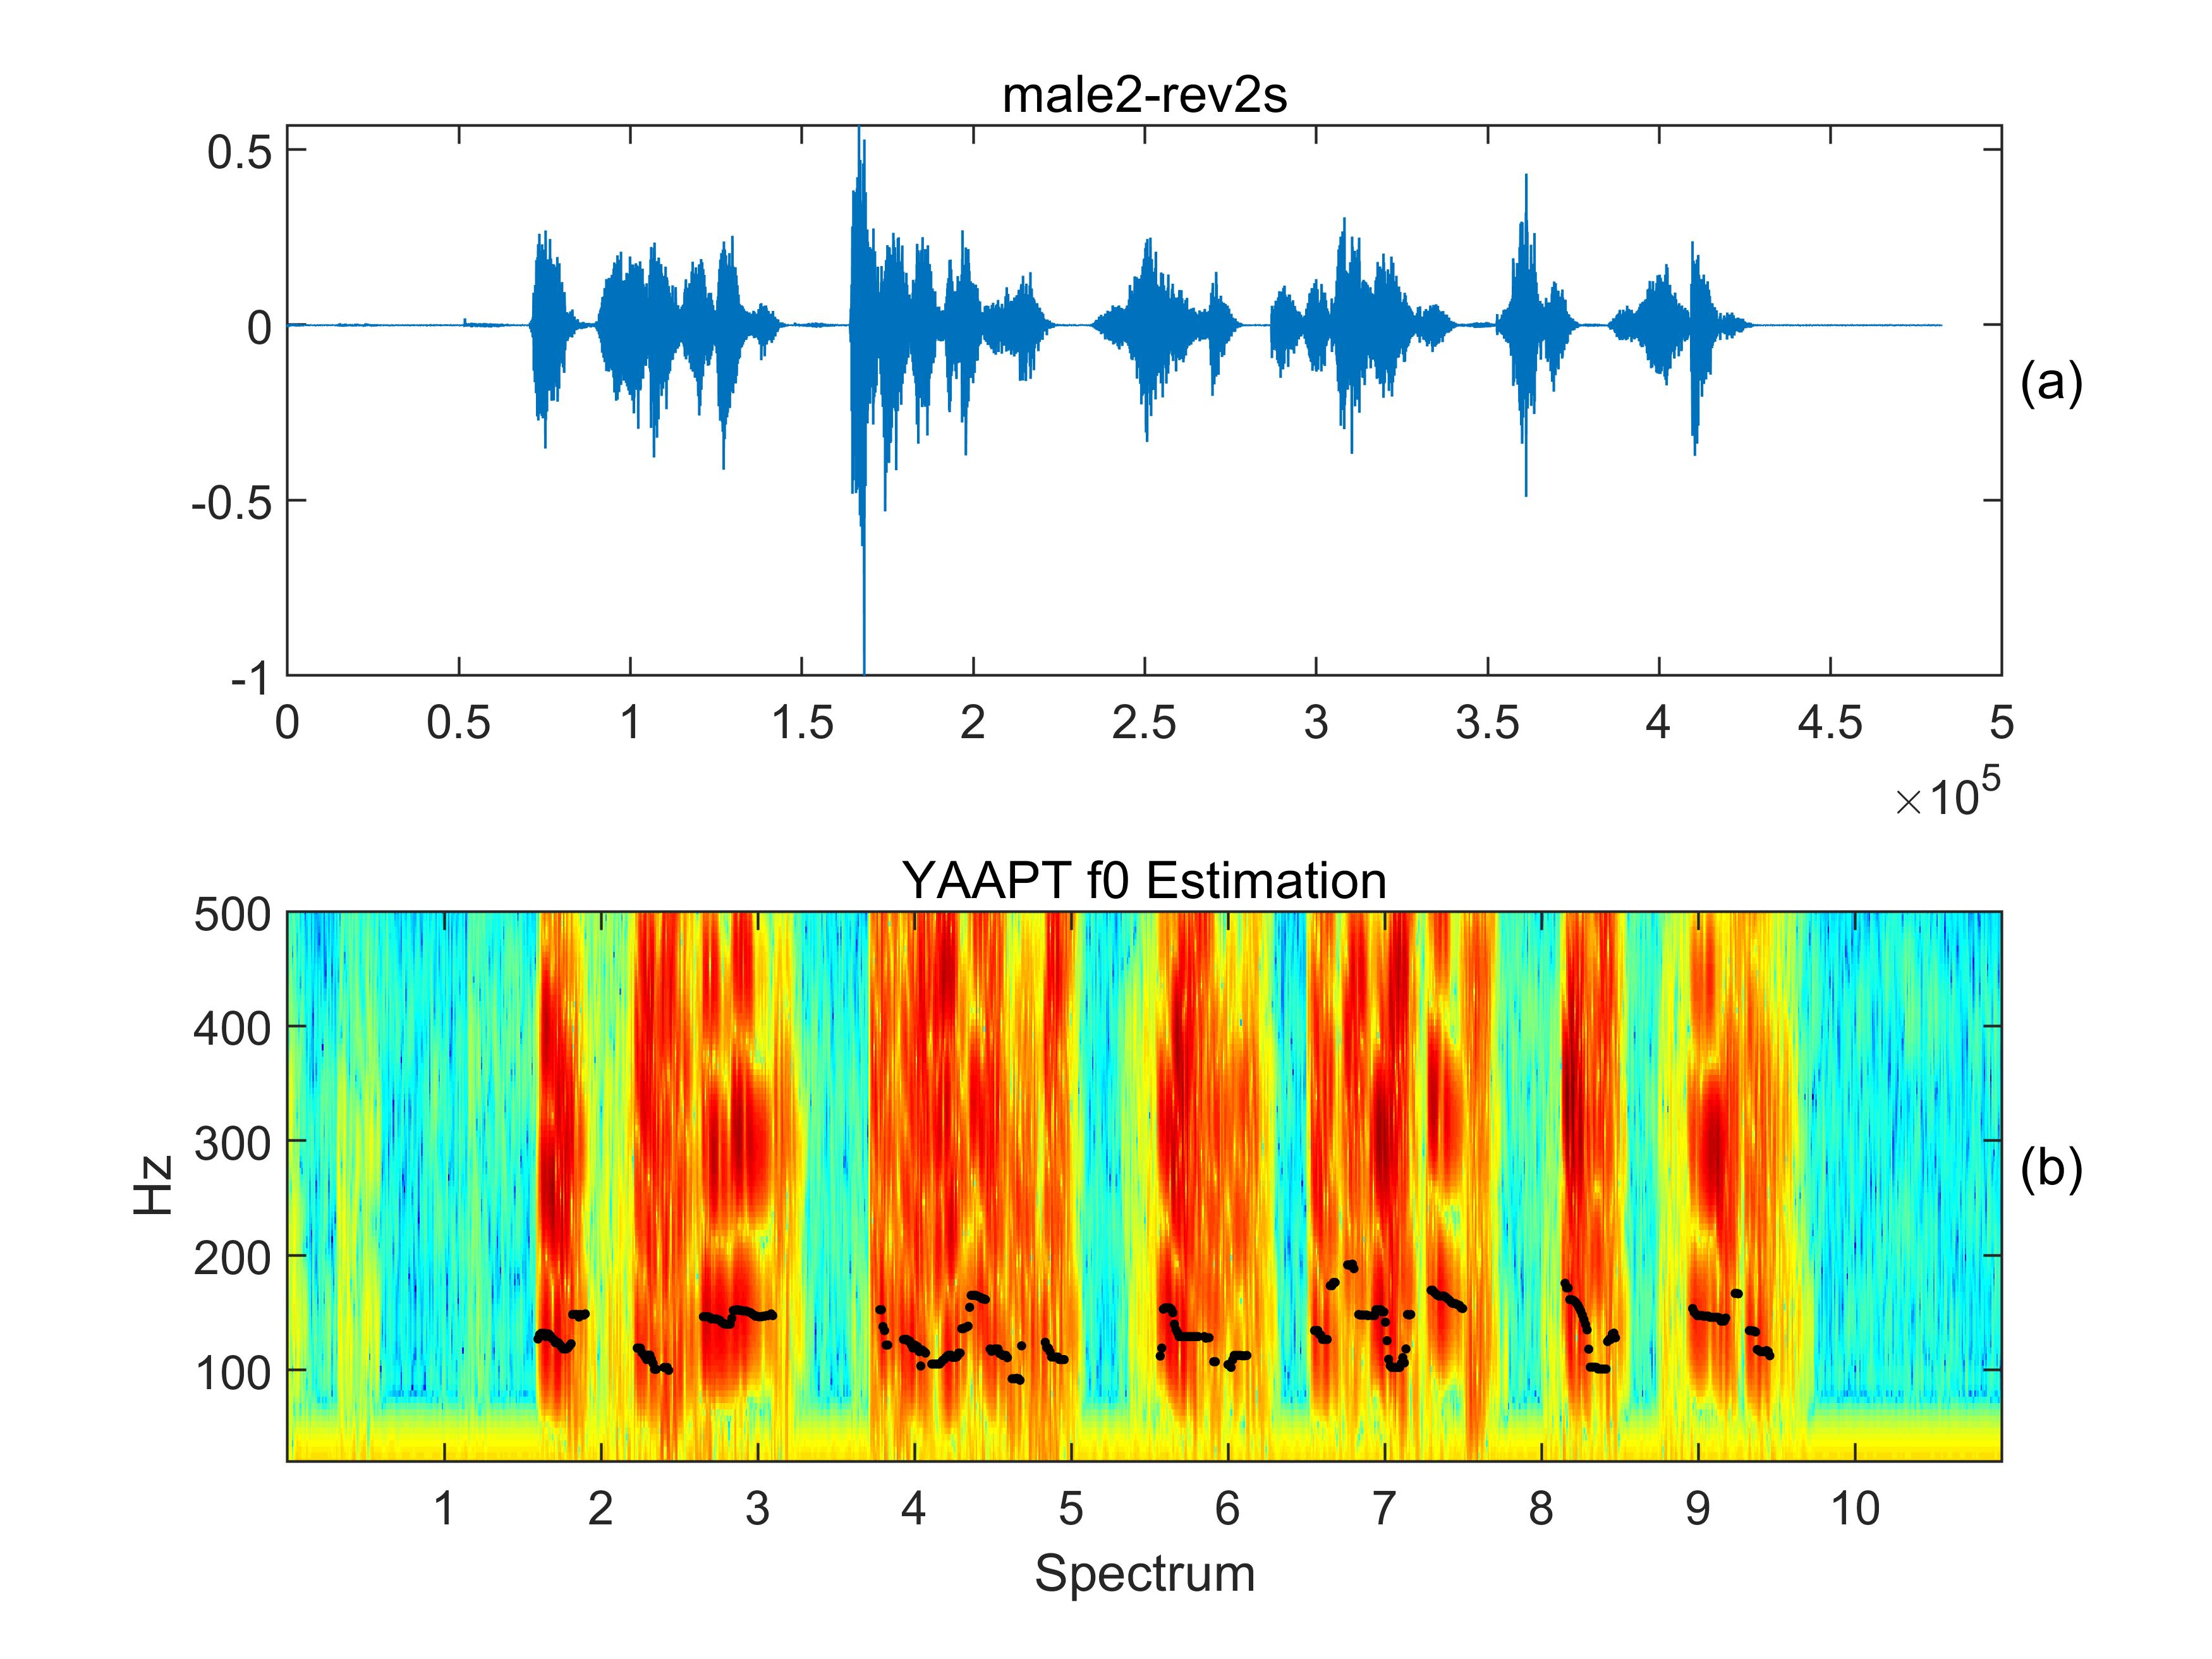 male2-rev2s
0.5
0
-0.5
-1
(a)
0 0.5 1 1.5 2 2.5 3 3.5 4 4.5 5
×10⁵
YAAPT f0 Estimation
500
400
300
200
100
Hz
(b)
1 2 3 4 5 6 7 8 9 10
Spectrum